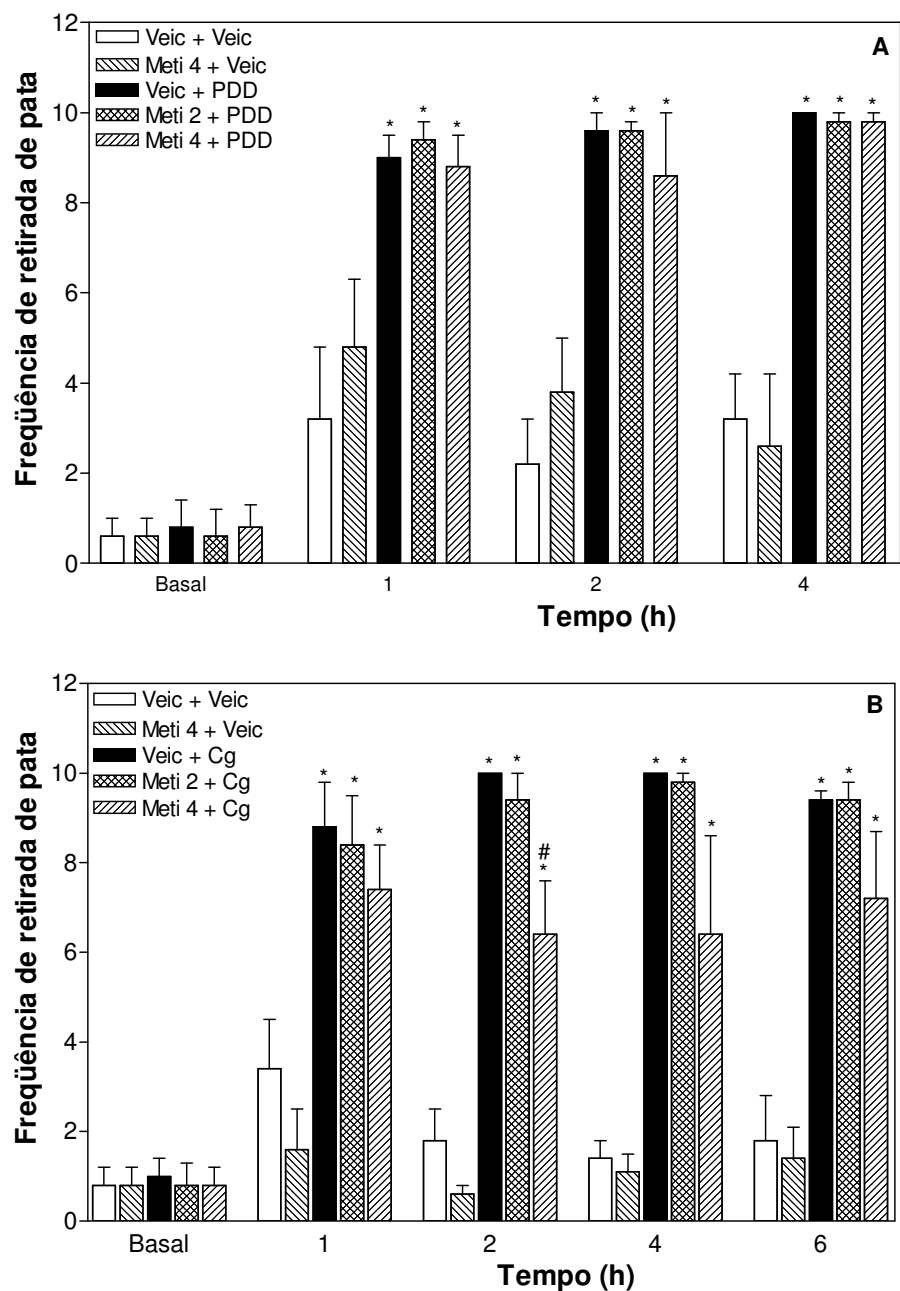 12
10
8
6
4
2
0
Freqüência de retirada de pata
Veic + Veic
Meti 4 + Veic
Veic + PDD
Meti 2 + PDD
Meti 4 + PDD
A
* * *
* * *
* * *
Basal 1 2 4
Tempo (h)
12
10
8
6
4
2
0
Freqüência de retirada de pata
Veic + Veic
Meti 4 + Veic
Veic + Cg
Meti 2 + Cg
Meti 4 + Cg
B
* * *
* *
#
*
* * *
* * *
Basal 1 2 4 6
Tempo (h)